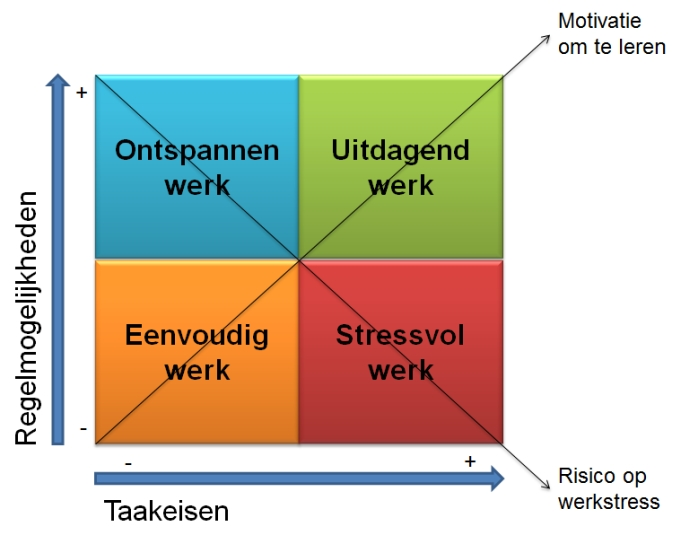 Motivatie
om te leren
+
Ontspannen
werk
Uitdagend
werk
Regelmogelijkheden
Eenvoudig
werk
Stressvol
werk
-
-
+
Taakeisen
Risico op
werkstress